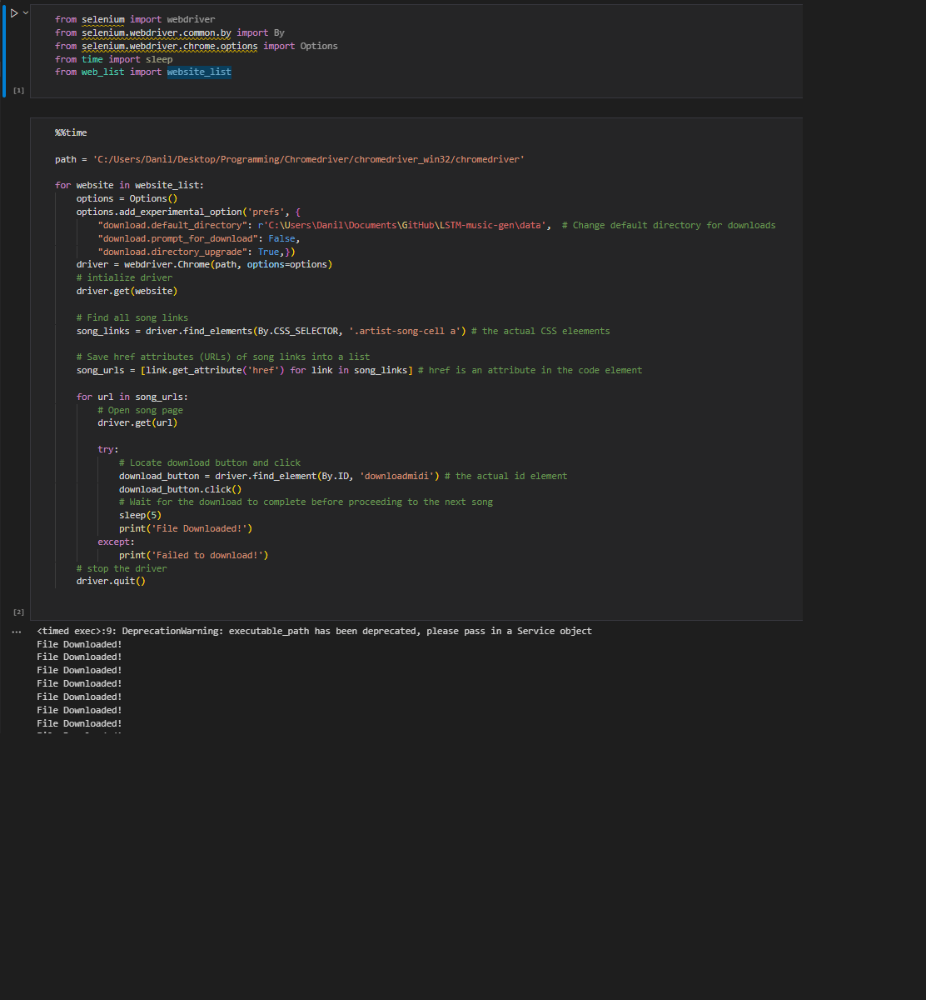 from selenium import webdriver
from selenium.webdriver.common.by import By
from selenium.webdriver.chrome.options import Options
from time import sleep
from web_list import website_list
[1]
%%time
path = 'C:/Users/Danil/Desktop/Programming/Chromedriver/chromedriver_win32/chromedriver'
for website in website_list:
options = Options()
options.add_experimental_option('prefs', {
"download.default_directory": r'C:\Users\Danil\Documents\GitHub\LSTM-music-gen\data',  # Change default directory for downloads
"download.prompt_for_download": False,
"download.directory_upgrade": True,})
driver = webdriver.Chrome(path, options=options)
# intialize driver
driver.get(website)
# Find all song links
song_links = driver.find_elements(By.CSS_SELECTOR, '.artist-song-cell a') # the actual CSS eleements
# Save href attributes (URLs) of song links into a list
song_urls = [link.get_attribute('href') for link in song_links] # href is an attribute in the code element
for url in song_urls:
# Open song page
driver.get(url)
try:
# Locate download button and click
download_button = driver.find_element(By.ID, 'downloadmidi') # the actual id element
download_button.click()
# Wait for the download to complete before proceeding to the next song
sleep(5)
print('File Downloaded!')
except:
print('Failed to download!')
# stop the driver
driver.quit()
[2]
... <timed exec>:9: DeprecationWarning: executable_path has been deprecated, please pass in a Service object
File Downloaded!
File Downloaded!
File Downloaded!
File Downloaded!
File Downloaded!
File Downloaded!
File Downloaded!